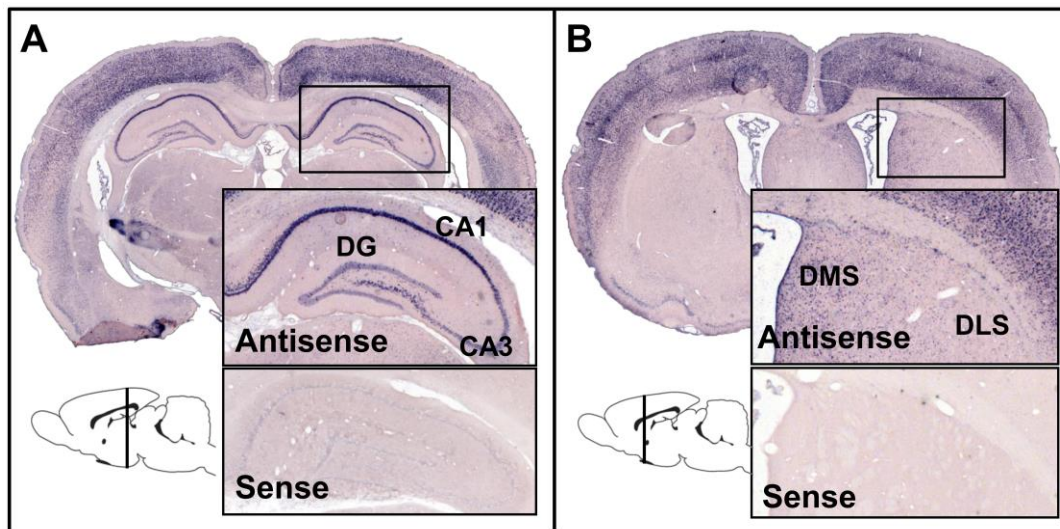 A
CA1
DG
CA3
Antisense
Sense
B
DMS
DLS
Antisense
Sense